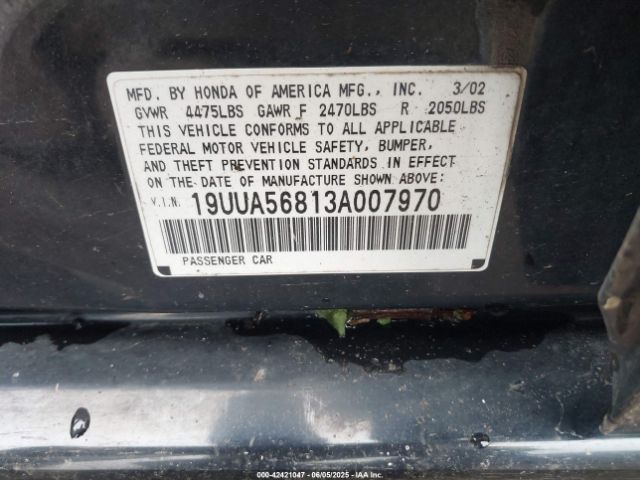 MFD. BY HONDA OF AMERICA MFG., INC. 3/02
GVWR 4475LBS GAWR F 2470LBS R 2050LBS
THIS VEHICLE CONFORMS TO ALL APPLICABLE
FEDERAL MOTOR VEHICLE SAFETY, BUMPER,
AND THEFT PREVENTION STANDARDS IN EFFECT
ON THE DATE OF MANUFACTURE SHOWN ABOVE:
V.I.N. 19UUA56813A007970
PASSENGER CAR
000-42421047 - 06/05/2025 - IAAI.COM